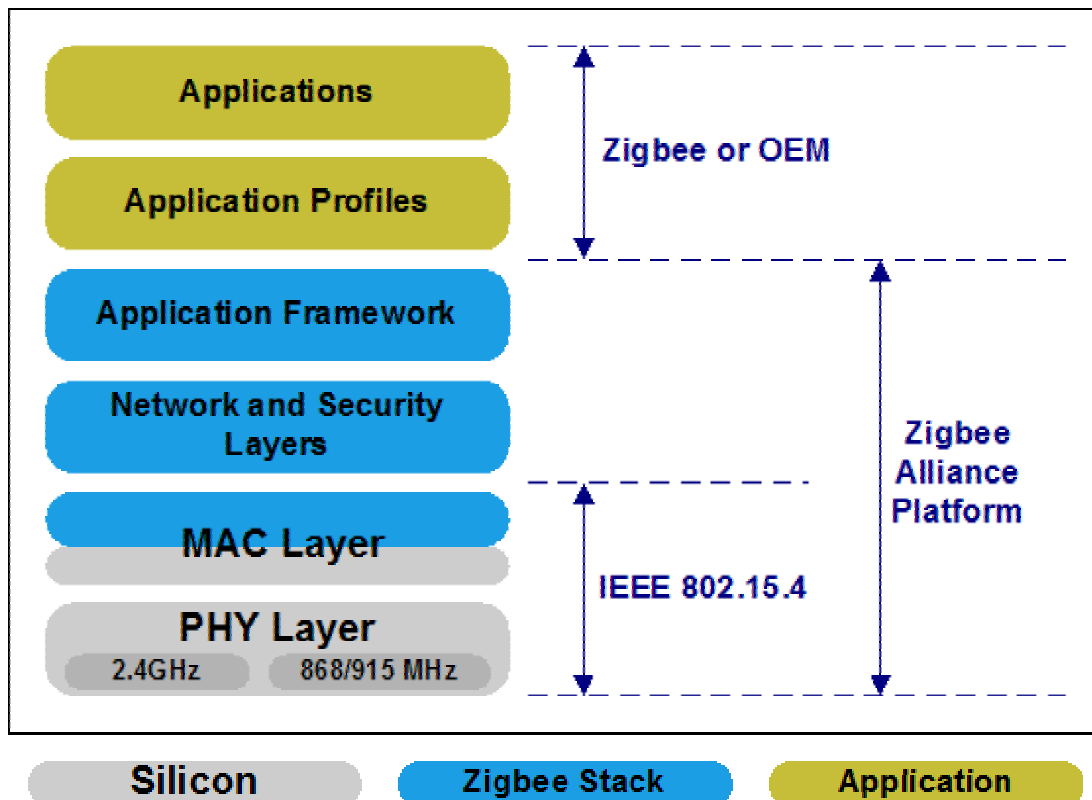 Applications
Zigbee or OEM
Application Profiles
Application Framework
Network and Security
Layers
Zigbee
Alliance
Platform
MAC Layer
IEEE 802.15.4
PHY Layer
2.4GHz
868/915 MHz
Silicon
Zigbee Stack
Application